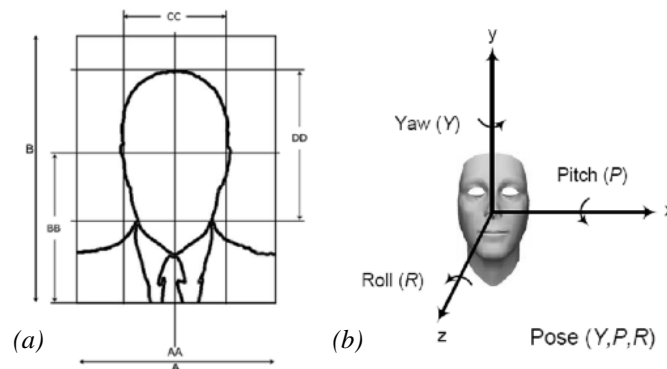 CC
B
DD
BB
AA
A
(a)
y
Yaw (Y)
Pitch (P)
x
Roll (R)
z
(b)
Pose (Y,P,R)